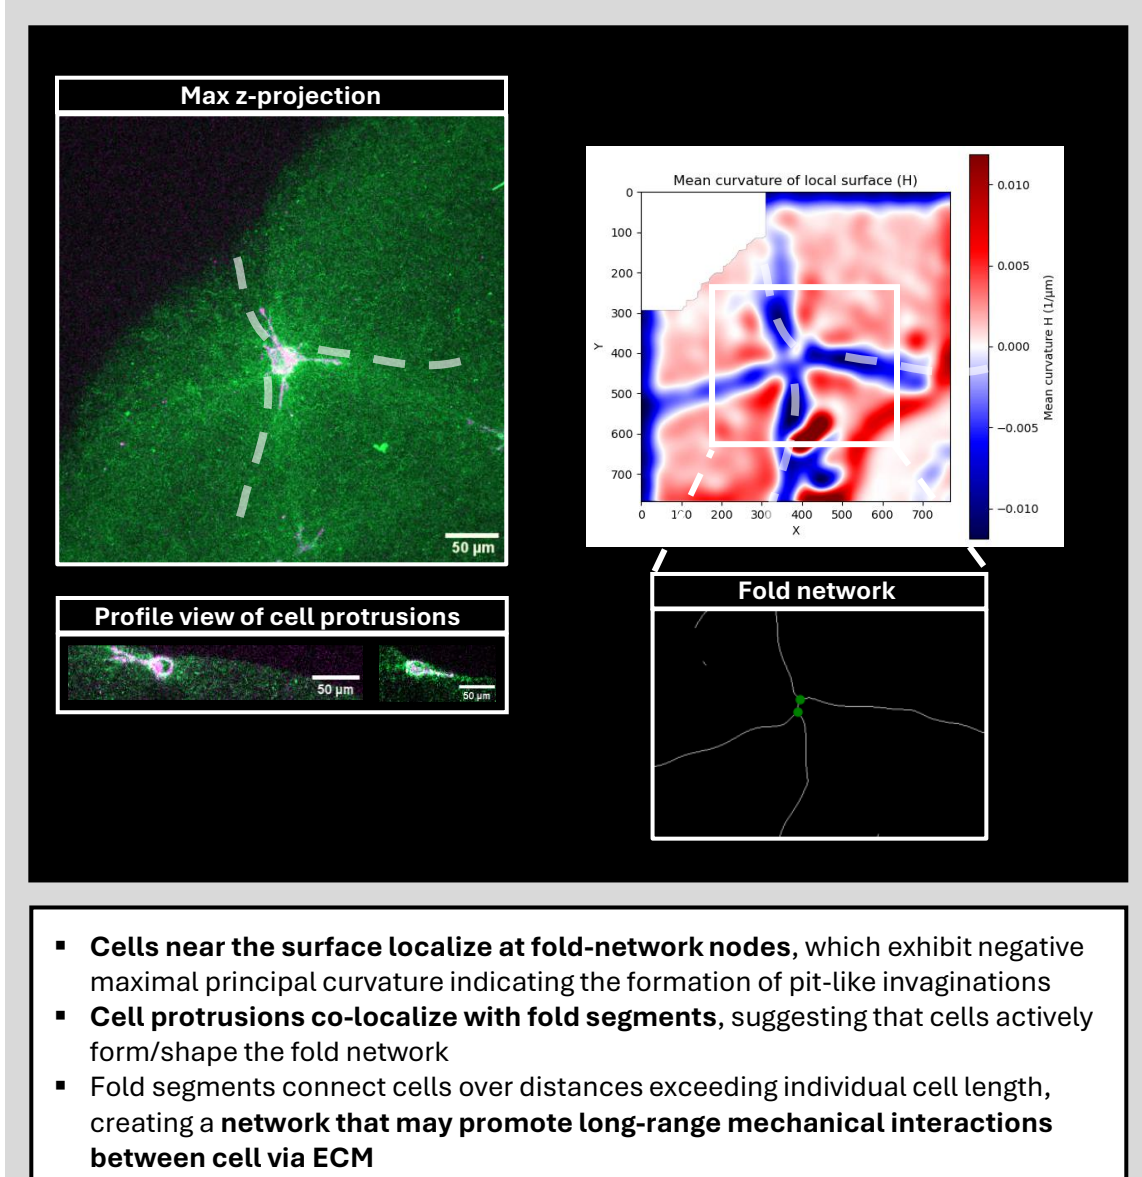 Max z-projection
50 µm
Profile view of cell protrusions
50 µm
50 µm
Mean curvature of local surface (H)
0
100
200
300
400
500
600
700
Y
0
200
400
500
600
700
X
0.010
0.005
0.000
−0.005
−0.010
Mean curvature H (1/µm)
Fold network
▪ Cells near the surface localize at fold-network nodes, which exhibit negative
maximal principal curvature indicating the formation of pit-like invaginations
▪ Cell protrusions co-localize with fold segments, suggesting that cells actively
form/shape the fold network
▪ Fold segments connect cells over distances exceeding individual cell length,
creating a network that may promote long-range mechanical interactions
between cell via ECM